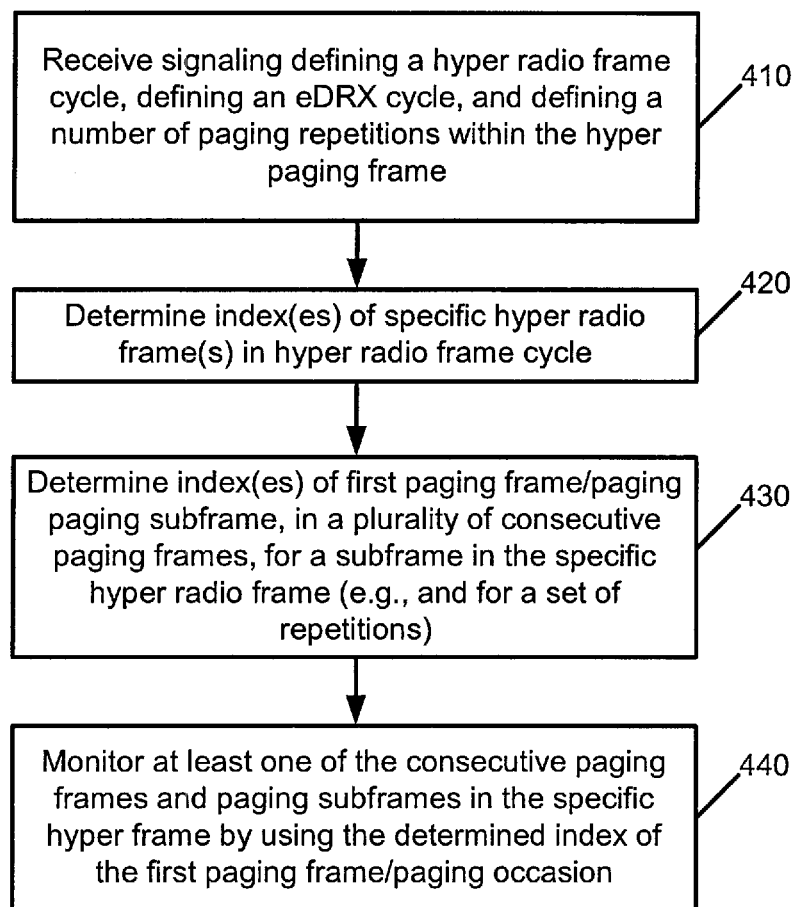 Receive signaling defining a hyper radio frame
cycle, defining an eDRX cycle, and defining a
number of paging repetitions within the hyper
paging frame
410
Determine index(es) of specific hyper radio
frame(s) in hyper radio frame cycle
420
Determine index(es) of first paging frame/paging
paging subframe, in a plurality of consecutive
paging frames, for a subframe in the specific
hyper radio frame (e.g., and for a set of
repetitions)
430
Monitor at least one of the consecutive paging
frames and paging subframes in the specific
hyper frame by using the determined index of
the first paging frame/paging occasion
440